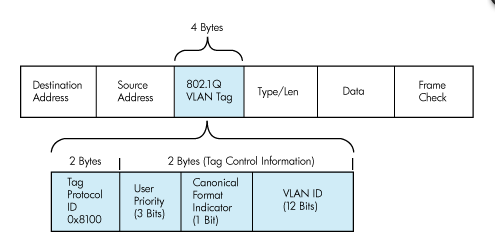 4 Bytes
Destination
Address
Source
Address
802.1Q
VLAN Tag
Type/Len
Data
Frame
Check
2 Bytes
2 Bytes (Tag Control Information)
Tag
Protocol
ID
0x8100
User
Priority
(3 Bits)
Canonical
Format
Indicator
(1 Bit)
VLAN ID
(12 Bits)